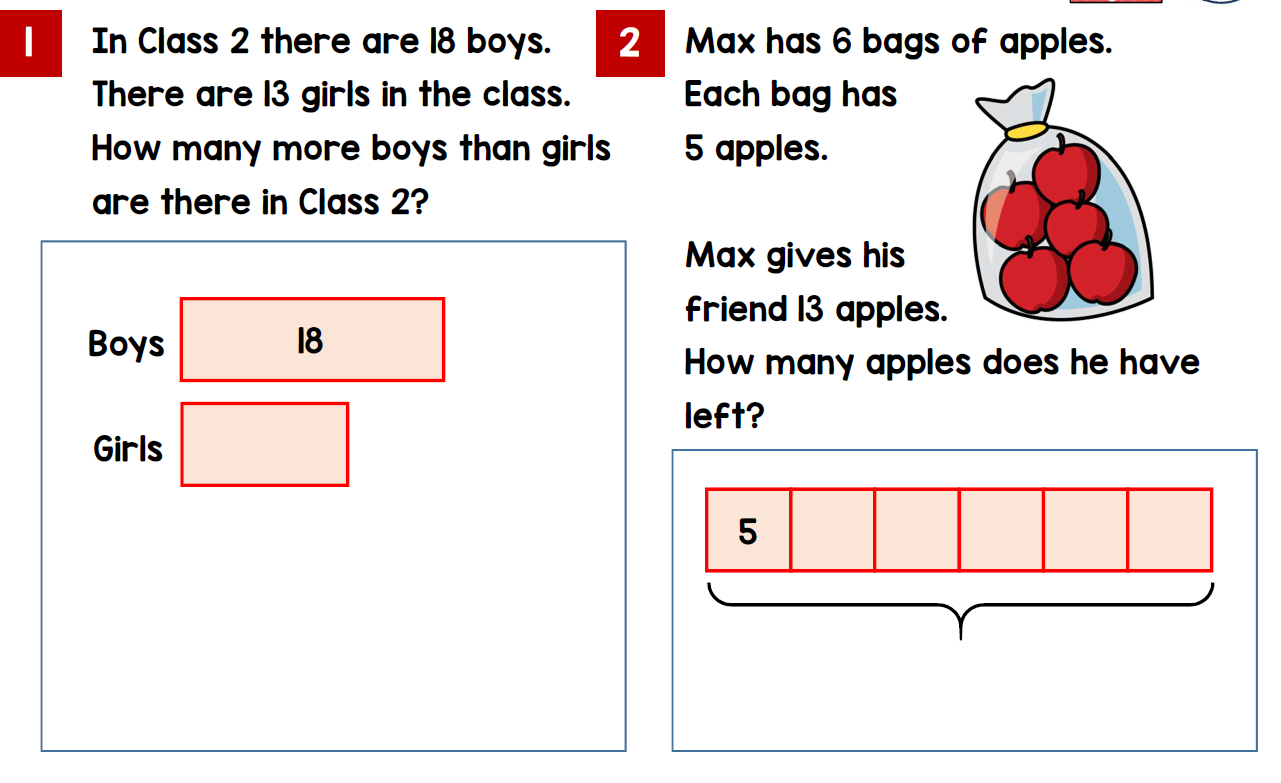 1
In Class 2 there are 18 boys.
There are 13 girls in the class.
How many more boys than girls
are there in Class 2?
Boys
18
Girls
2
Max has 6 bags of apples.
Each bag has
5 apples.
Max gives his
friend 13 apples.
How many apples does he have
left?
5